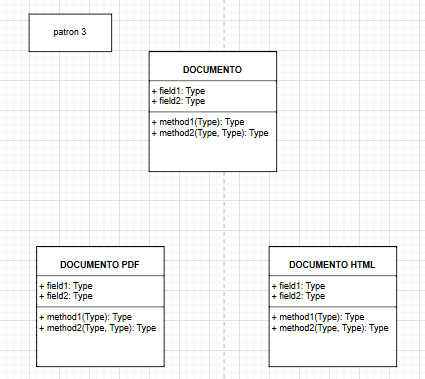 patron 3
DOCUMENTO
+ field1: Type
+ field2: Type
+ method1(Type): Type
+ method2(Type, Type): Type
DOCUMENTO PDF
+ field1: Type
+ field2: Type
+ method1(Type): Type
+ method2(Type, Type): Type
DOCUMENTO HTML
+ field1: Type
+ field2: Type
+ method1(Type): Type
+ method2(Type, Type): Type